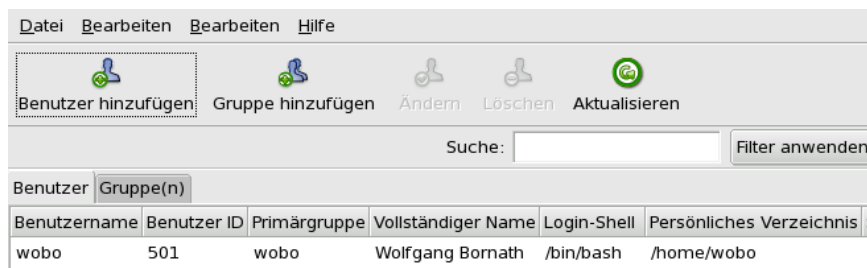 Datei Bearbeiten Bearbeiten Hilfe
Benutzer hinzufügen Gruppe hinzufügen Ändern Löschen Aktualisieren
Suche: Filter anwenden
Benutzer Gruppe(n)
Benutzername Benutzer ID Primärgruppe Vollständiger Name Login-Shell Persönliches Verzeichnis
wobo 501 wobo Wolfgang Bornath /bin/bash /home/wobo